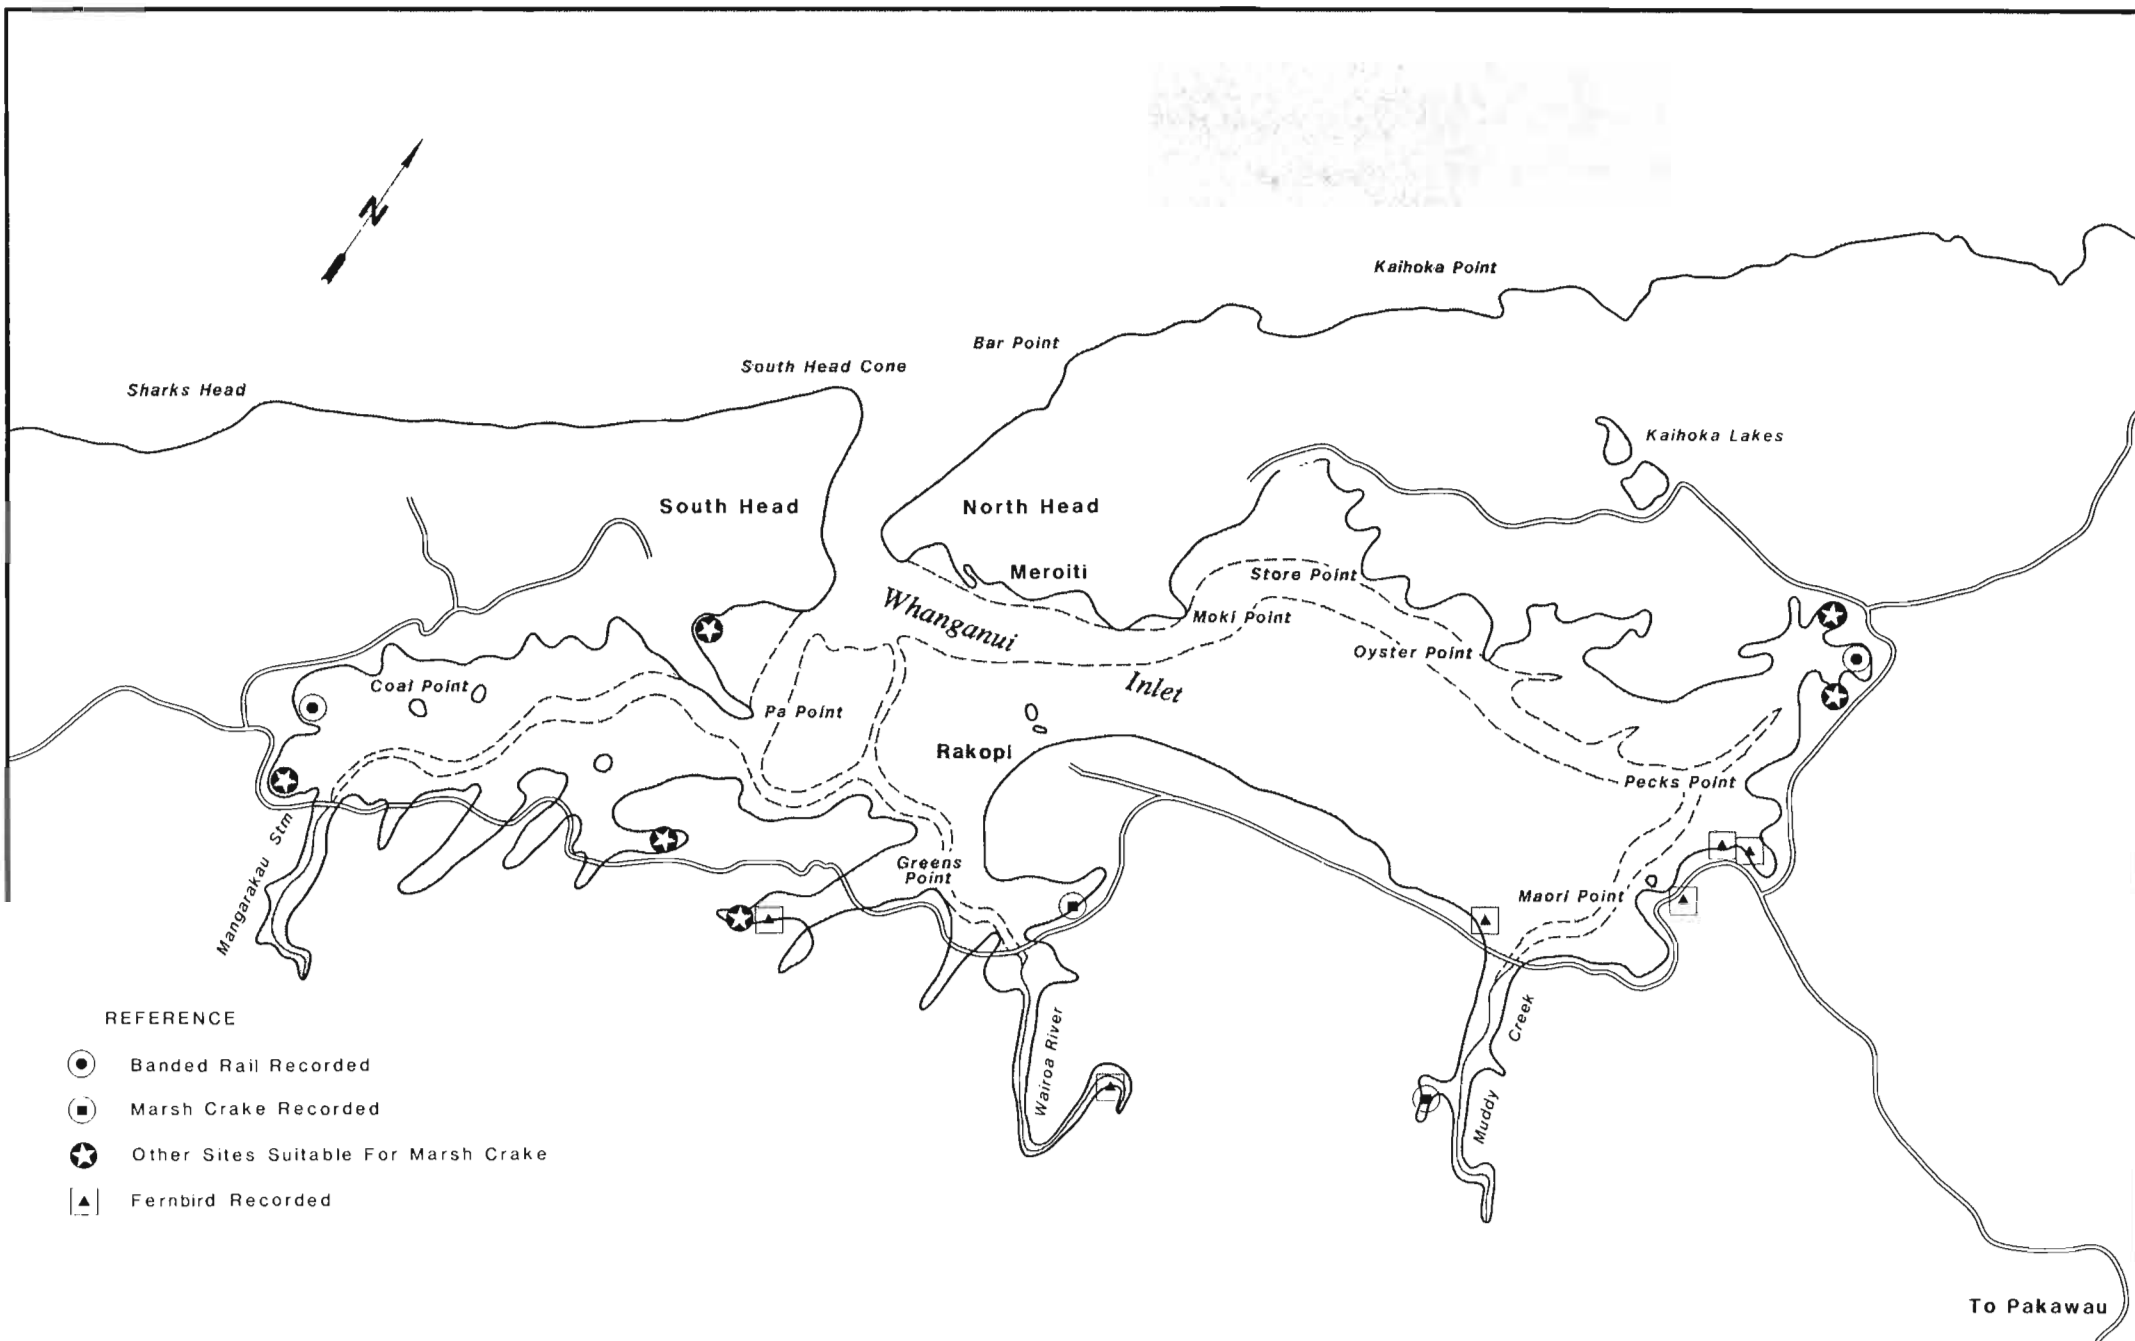 N
Kaihoka Point
Bar Point
South Head Cone
Sharks Head
Kaihoka Lakes
South Head
North Head
Meroiti
Store Point
Whanganui
Moki Point
Oyster Point
Inlet
Coal Point
Pa Point
Rakopi
Pecks Point
Mangarakau Stm
Greens
Point
Maori Point
Wairoa River
Muddy Creek
REFERENCE
Banded Rail Recorded
Marsh Crake Recorded
Other Sites Suitable For Marsh Crake
Fernbird Recorded
To Pakawau